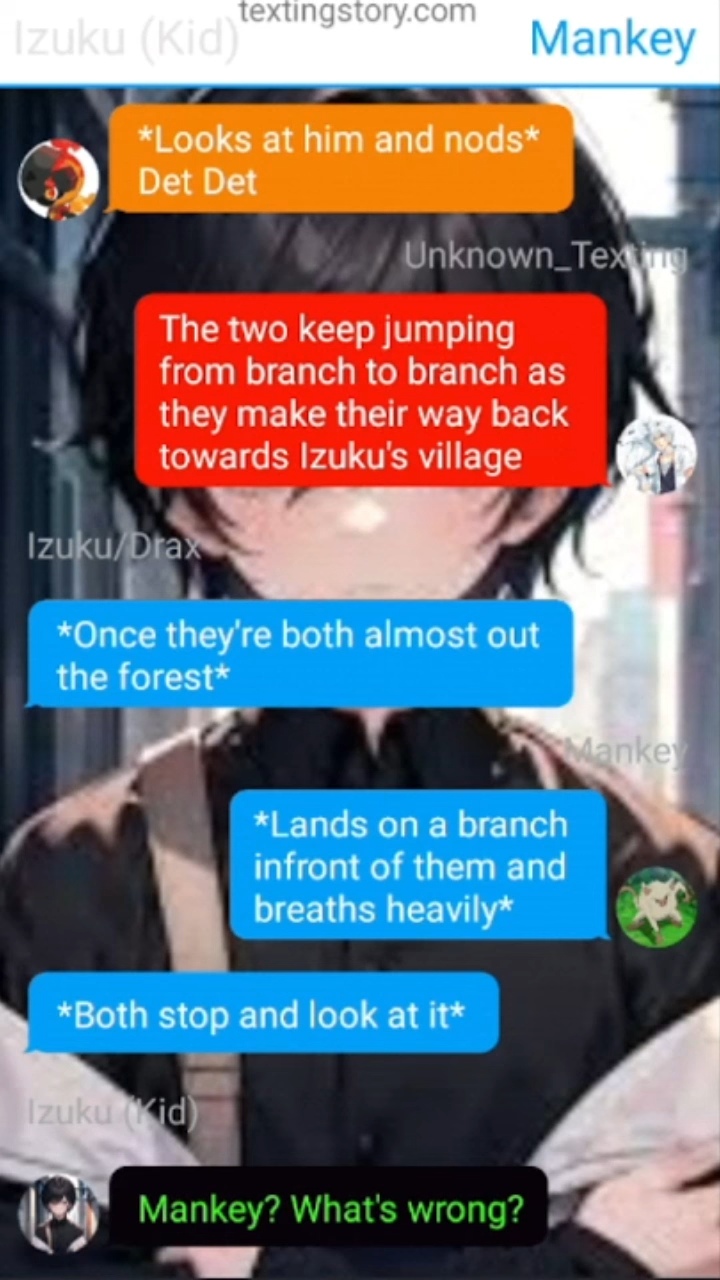 textingstory.com
Izuku (Kid)
Mankey
*Looks at him and nods*
Det Det
Unknown_Texting
The two keep jumping
from branch to branch as
they make their way back
towards Izuku's village
Izuku/Drax
*Once they're both almost out
the forest*
Mankey
*Lands on a branch
infront of them and
breaths heavily*
*Both stop and look at it*
Izuku (Kid)
Mankey? What's wrong?